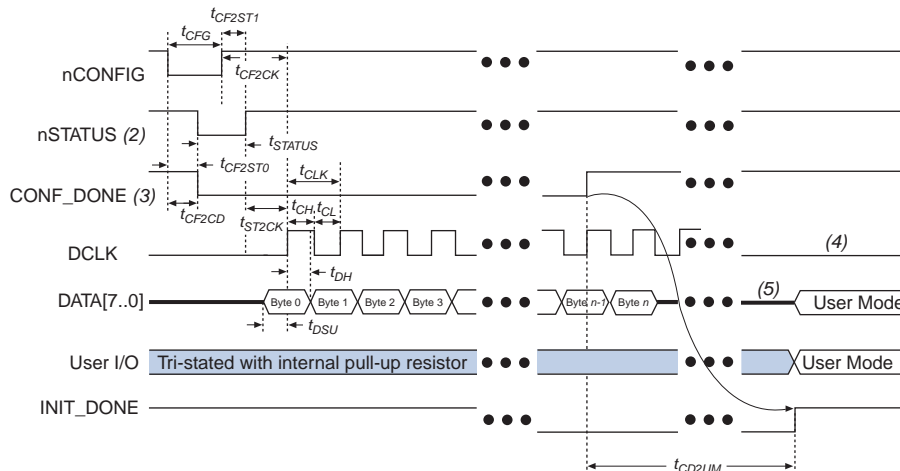 tCF2ST1
tCFG
tCF2CK
nCONFIG
nSTATUS (2)
tSTATUS
tCF2ST0
tCLK
CONF_DONE (3)
tCF2CD
tST2CK
tCH
tCL
DCLK
(4)
tDH
DATA[7..0]
Byte 0
Byte 1
Byte 2
Byte 3
Byte n-1
Byte n
(5)
User Mode
tDSU
User I/O
Tri-stated with internal pull-up resistor
User Mode
INIT_DONE
tCD2UM